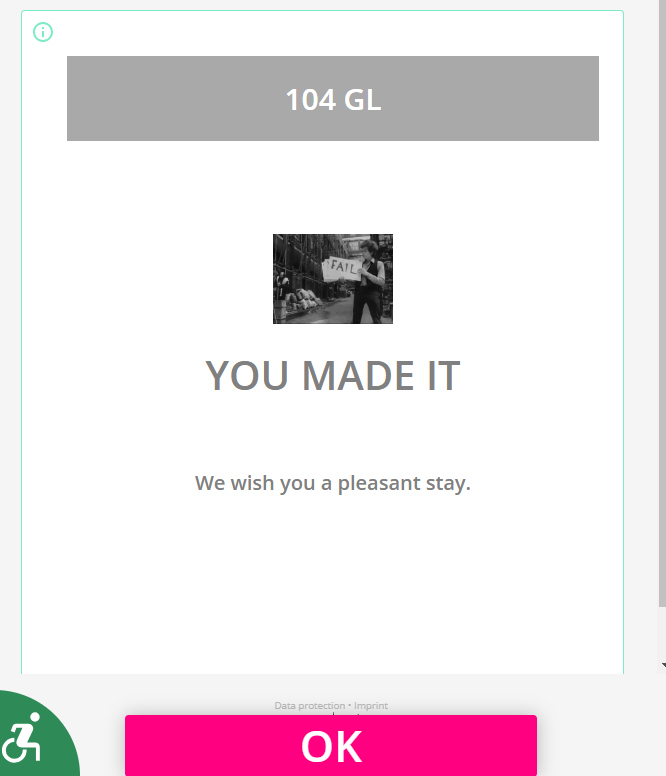 104 GL
FAIL
YOU MADE IT
We wish you a pleasant stay.
Data protection • Imprint
OK